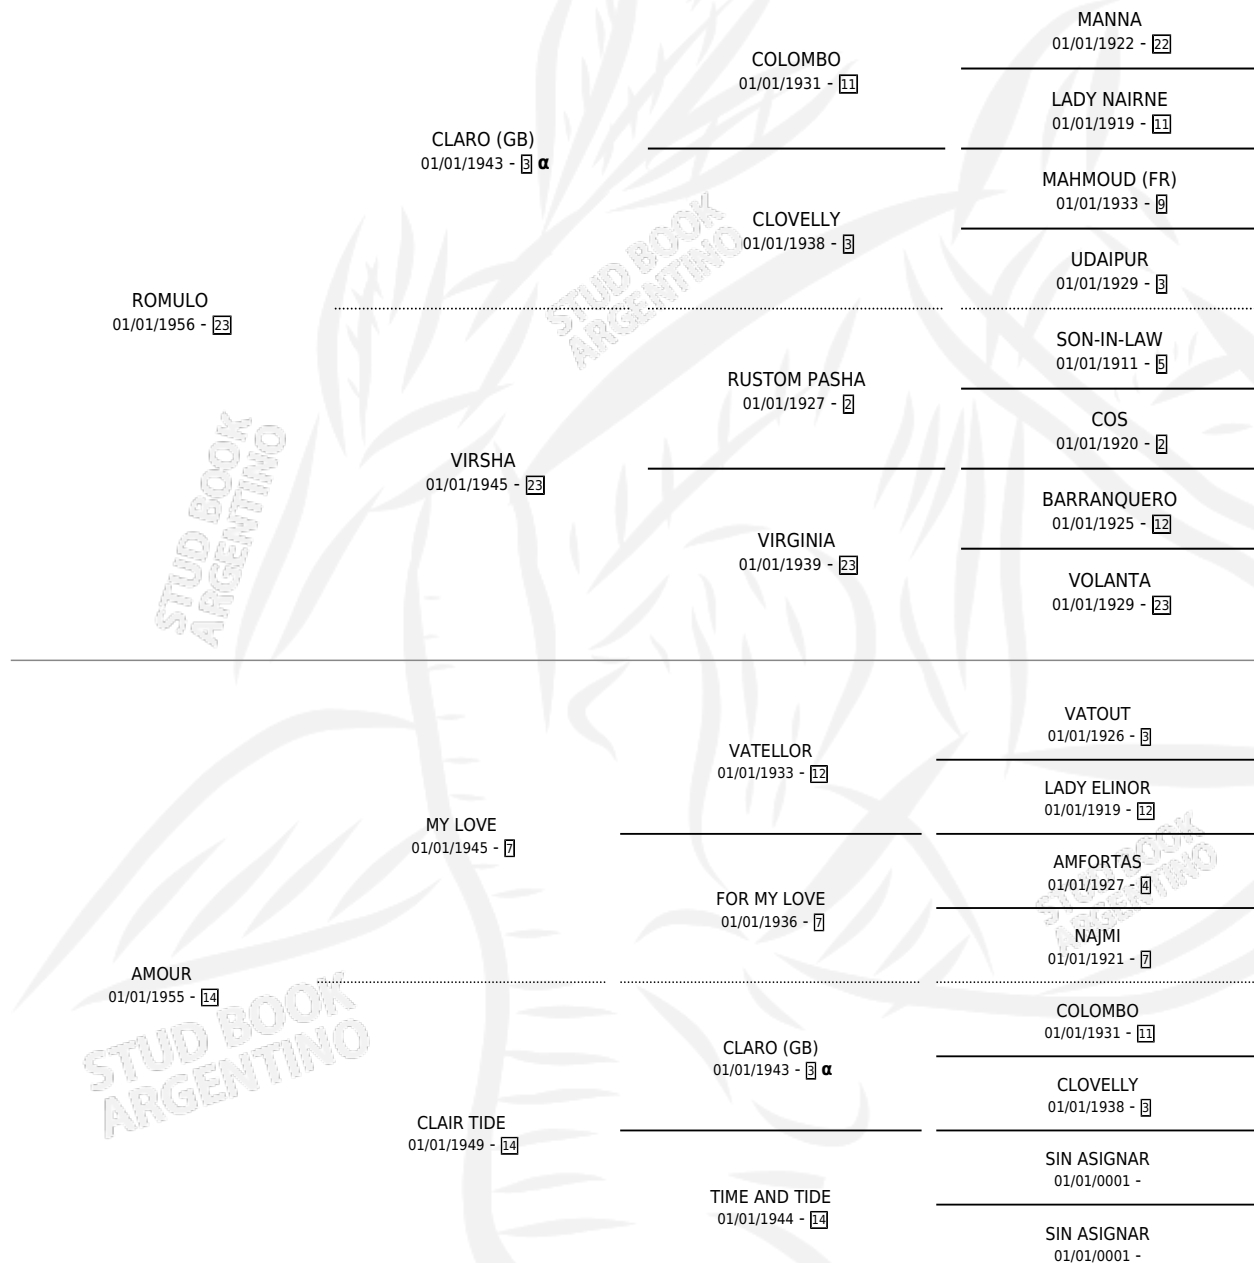 MANNA
01/01/1922 - 22
COLOMBO
01/01/1931 - 11
LADY NAIRNE
01/01/1919 - 11
CLARO (GB)
01/01/1943 - 3 α
MAHMOUD (FR)
01/01/1933 - 9
CLOVELLY
01/01/1938 - 3
UDAIPUR
01/01/1929 - 3
ROMULO
01/01/1956 - 23
SON-IN-LAW
01/01/1911 - 5
RUSTOM PASHA
01/01/1927 - 2
COS
01/01/1920 - 2
VIRSHA
01/01/1945 - 23
BARRANQUERO
01/01/1925 - 12
VIRGINIA
01/01/1939 - 23
VOLANTA
01/01/1929 - 23
VATOUT
01/01/1926 - 3
VATELLOR
01/01/1933 - 12
LADY ELINOR
01/01/1919 - 12
MY LOVE
01/01/1945 - 7
AMFORTAS
01/01/1927 - 4
FOR MY LOVE
01/01/1936 - 7
NAJMI
01/01/1921 - 7
AMOUR
01/01/1955 - 14
COLOMBO
01/01/1931 - 11
CLARO (GB)
01/01/1943 - 3 α
CLOVELLY
01/01/1938 - 3
CLAIR TIDE
01/01/1949 - 14
SIN ASIGNAR
01/01/0001 -
TIME AND TIDE
01/01/1944 - 14
SIN ASIGNAR
01/01/0001 -
STUD BOOK
ARGENTINO
STUD BOOK
ARGENTINO
STUD BOOK
ARGENTINO
STUD BOOK
ARGENTINO